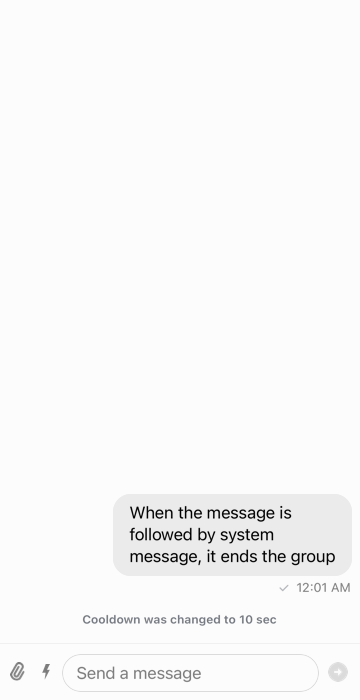 When the message is
followed by system
message, it ends the group
12:01 AM
Cooldown was changed to 10 sec
Send a message